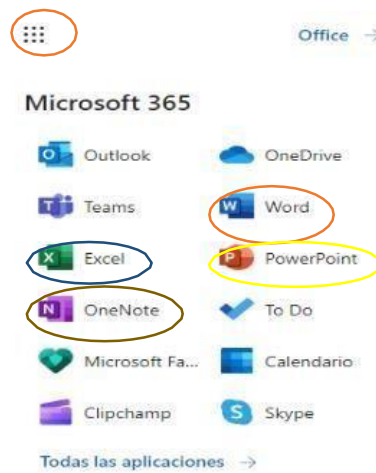 Office →
Microsoft 365
Outlook OneDrive
Teams Word
Excel PowerPoint
OneNote To Do
Microsoft Fa... Calendario
Clipchamp Skype
Todas las aplicaciones →